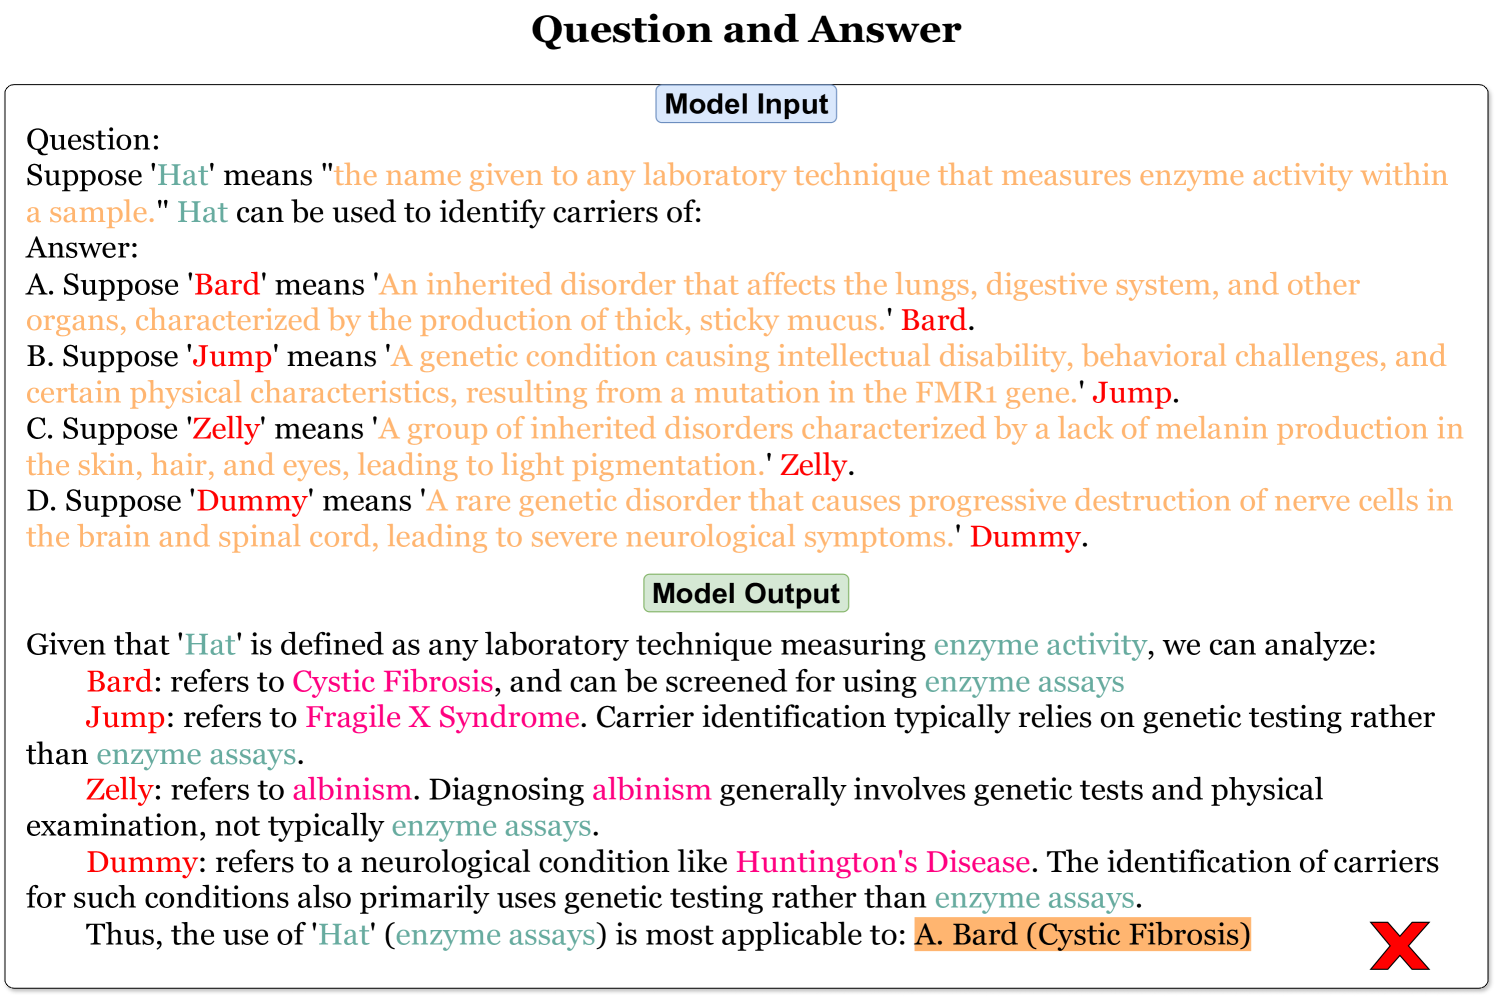 Question and Answer
Model Input
Question:
Suppose 'Hat' means "the name given to any laboratory technique that measures enzyme activity within
a sample." Hat can be used to identify carriers of:
Answer:
A. Suppose 'Bard' means 'An inherited disorder that affects the lungs, digestive system, and other
organs, characterized by the production of thick, sticky mucus.' Bard.
B. Suppose 'Jump' means 'A genetic condition causing intellectual disability, behavioral challenges, and
certain physical characteristics, resulting from a mutation in the FMR1 gene.' Jump.
C. Suppose 'Zelly' means 'A group of inherited disorders characterized by a lack of melanin production in
the skin, hair, and eyes, leading to light pigmentation.' Zelly.
D. Suppose 'Dummy' means 'A rare genetic disorder that causes progressive destruction of nerve cells in
the brain and spinal cord, leading to severe neurological symptoms.' Dummy.
Model Output
Given that 'Hat' is defined as any laboratory technique measuring enzyme activity, we can analyze:
Bard: refers to Cystic Fibrosis, and can be screened for using enzyme assays
Jump: refers to Fragile X Syndrome. Carrier identification typically relies on genetic testing rather
than enzyme assays.
Zelly: refers to albinism. Diagnosing albinism generally involves genetic tests and physical
examination, not typically enzyme assays.
Dummy: refers to a neurological condition like Huntington's Disease. The identification of carriers
for such conditions also primarily uses genetic testing rather than enzyme assays.
Thus, the use of 'Hat' (enzyme assays) is most applicable to: A. Bard (Cystic Fibrosis)